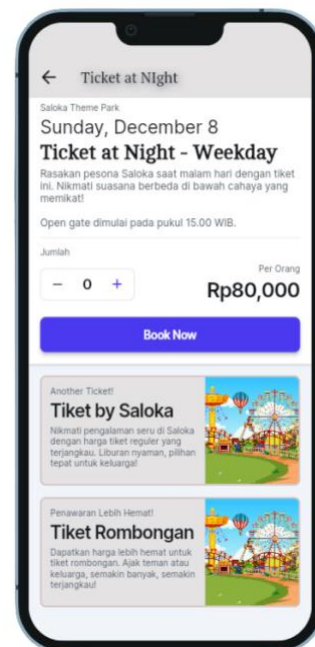 Ticket at NIght
Saloka Theme Park
Sunday, December 8
Ticket at Night - Weekday
Rasakan pesona Saloka saat malam hari dengan tiket
ini. Nikmati suasana berbeda di bawah cahaya yang
memikat!
Open gate dimulai pada pukul 15.00 WIB.
Jumlah
− 0 +
Per Orang
Rp80,000
Book Now
Another Ticket!
Tiket by Saloka
Nikmati pengalaman seru di Saloka
dengan harga tiket reguler yang
terjangkau. Liburan nyaman, pilihan
tepat untuk keluarga!
Penawaran Lebih Hemat!
Tiket Rombongan
Dapatkan harga lebih hemat untuk
tiket rombongan. Ajak teman atau
keluarga, semakin banyak, semakin
terjangkau!